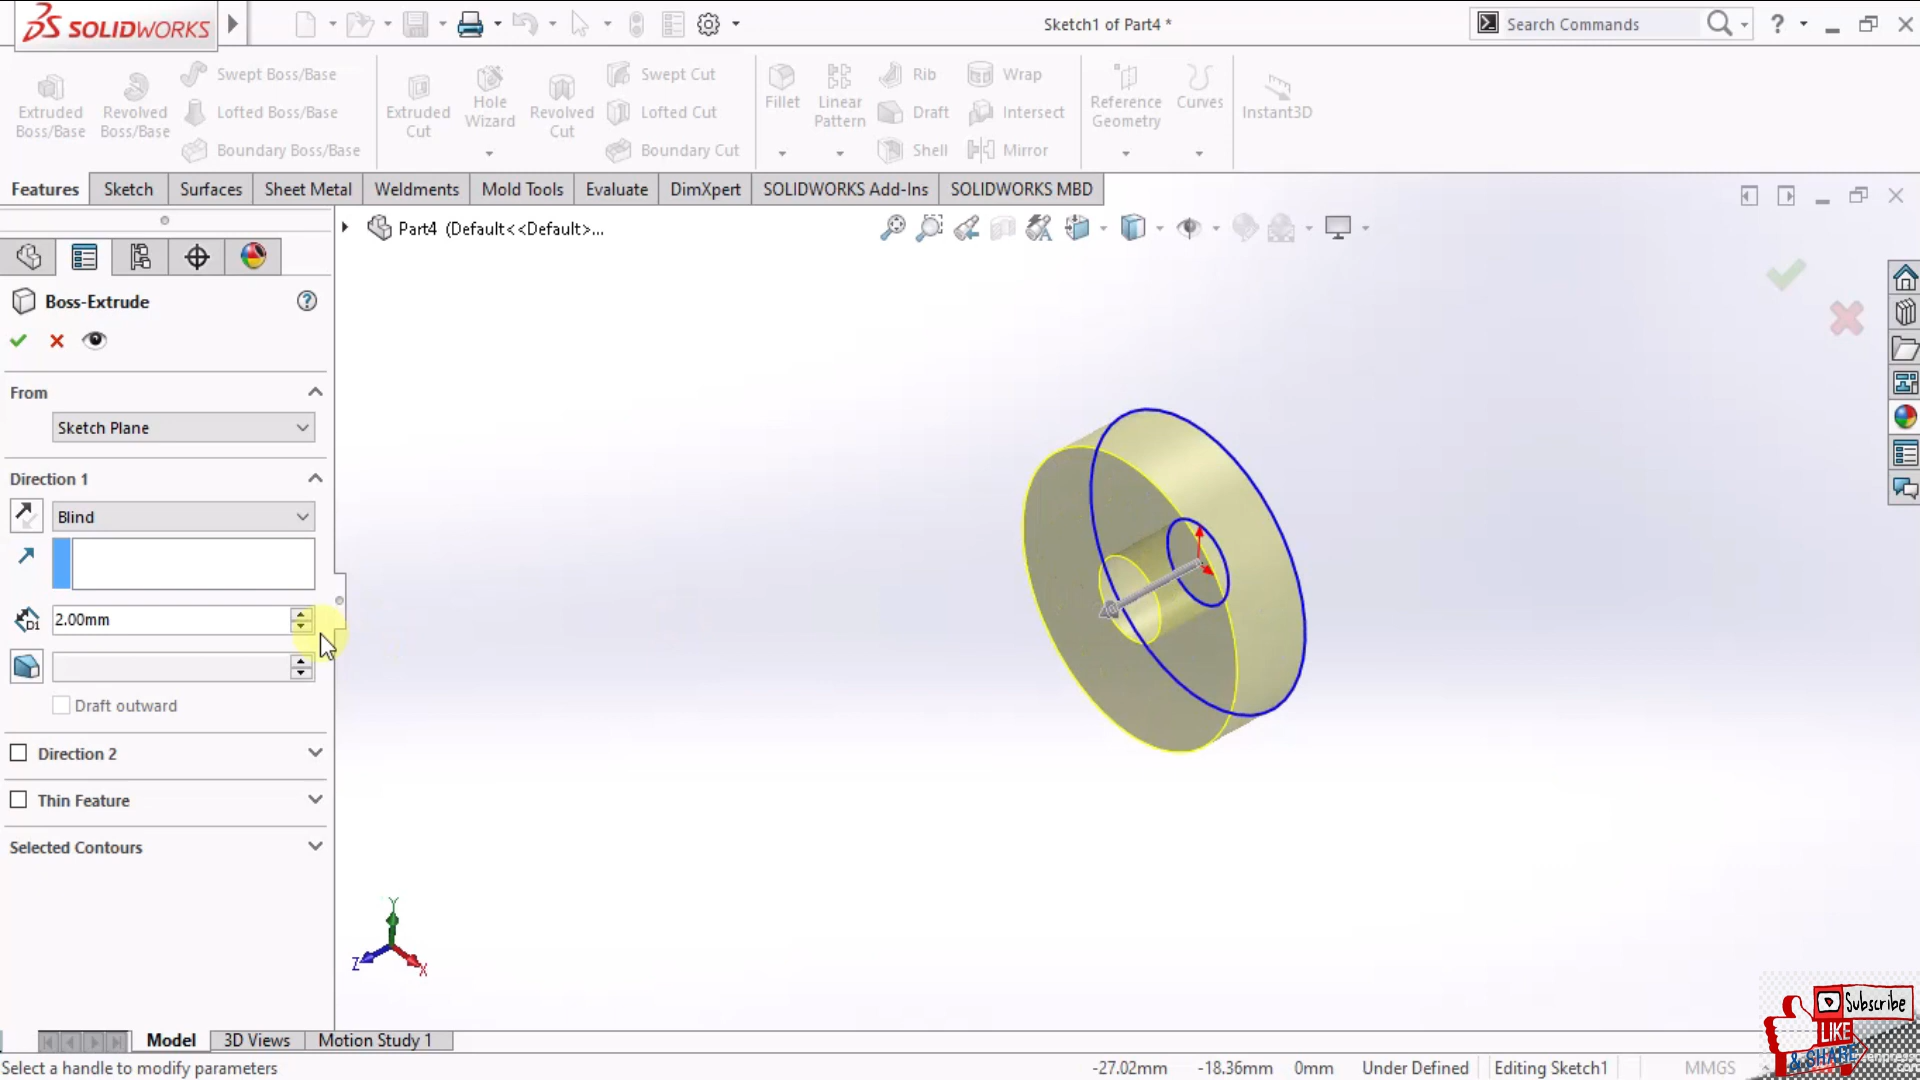 SOLIDWORKS
Sketch1 of Part4 *
Search Commands
?
Extruded Boss/Base
Revolved Boss/Base
Swept Boss/Base
Lofted Boss/Base
Boundary Boss/Base
Extruded Cut
Hole Wizard
Revolved Cut
Swept Cut
Lofted Cut
Boundary Cut
Fillet
Linear Pattern
Rib
Draft
Shell
Wrap
Intersect
Mirror
Reference Geometry
Curves
Instant3D
Features Sketch Surfaces Sheet Metal Weldments Mold Tools Evaluate DimXpert SOLIDWORKS Add-Ins SOLIDWORKS MBD
Part4 (Default<<Default>...
Boss-Extrude
From
Sketch Plane
Direction 1
Blind
D1
2.00mm
Draft outward
Direction 2
Thin Feature
Selected Contours
Y
Z
X
Model 3D Views Motion Study 1
Select a handle to modify parameters
-27.02mm -18.36mm 0mm Under Defined Editing Sketch1 MMGS
Subscribe
LIKE
& SHARE